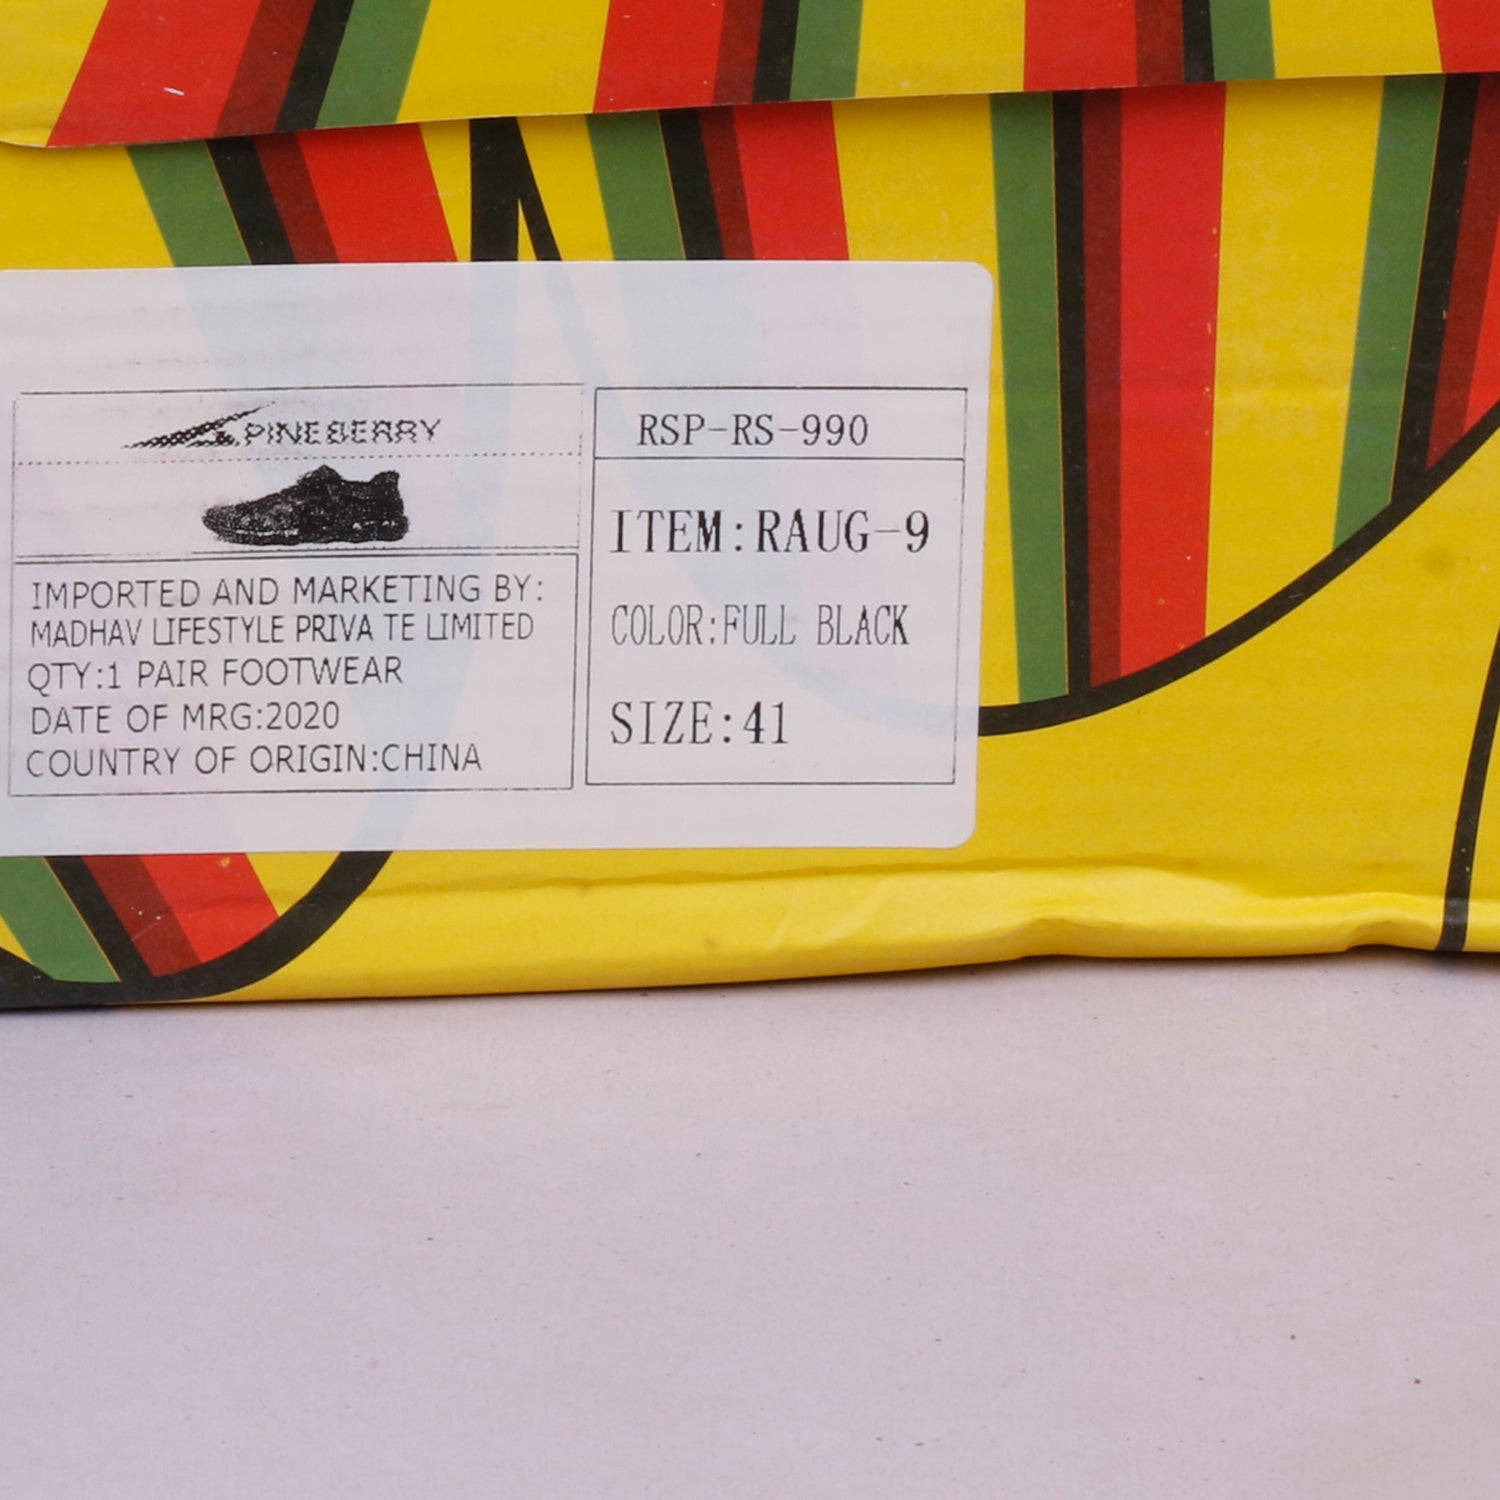 PINEBERRY
IMPORTED AND MARKETING BY:
MADHAV LIFESTYLE PRIVA TE LIMITED
QTY:1 PAIR FOOTWEAR
DATE OF MRG:2020
COUNTRY OF ORIGIN:CHINA
RSP-RS-990
ITEM:RAUG-9
COLOR:FULL BLACK
SIZE:41